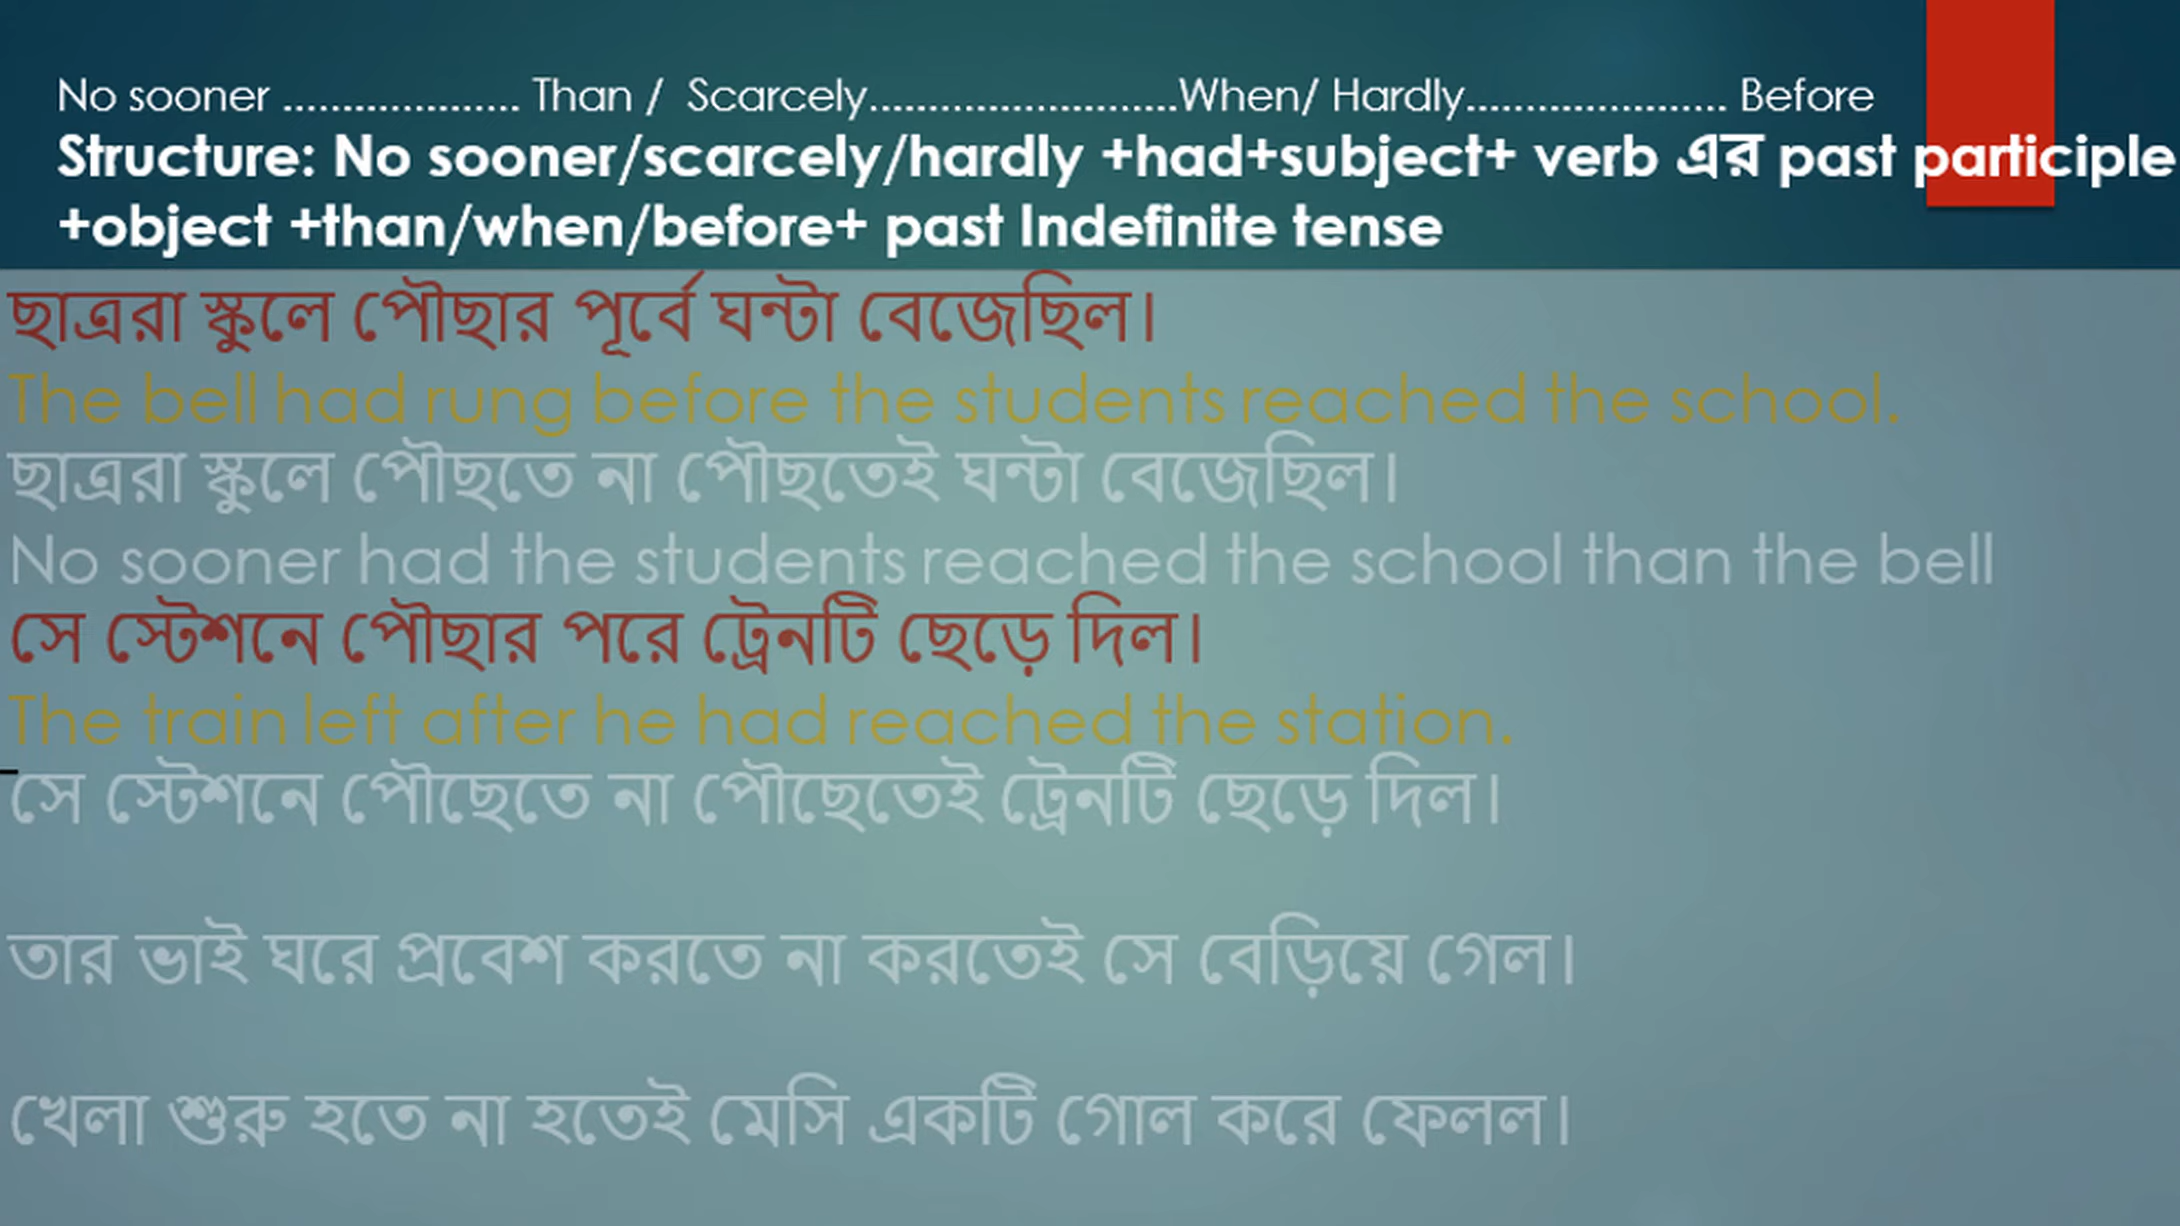 No sooner .................... Than / Scarcely..........................When/ Hardly...................... Before
Structure: No sooner/scarcely/hardly +had+subject+ verb এর past participle
+object +than/when/before+ past Indefinite tense
ছাত্ররা স্কুলে পৌছার পূর্বে ঘন্টা বেজেছিল।
The bell had rung before the students reached the school.
ছাত্ররা স্কুলে পৌছতে না পৌছতেই ঘন্টা বেজেছিল।
No sooner had the students reached the school than the bell
সে স্টেশনে পৌছার পরে ট্রেনটি ছেড়ে দিল।
The train left after he had reached the station.
সে স্টেশনে পৌছেতে না পৌছেতেই ট্রেনটি ছেড়ে দিল।
তার ভাই ঘরে প্রবেশ করতে না করতেই সে বেড়িয়ে গেল।
খেলা শুরু হতে না হতেই মেসি একটি গোল করে ফেলল।